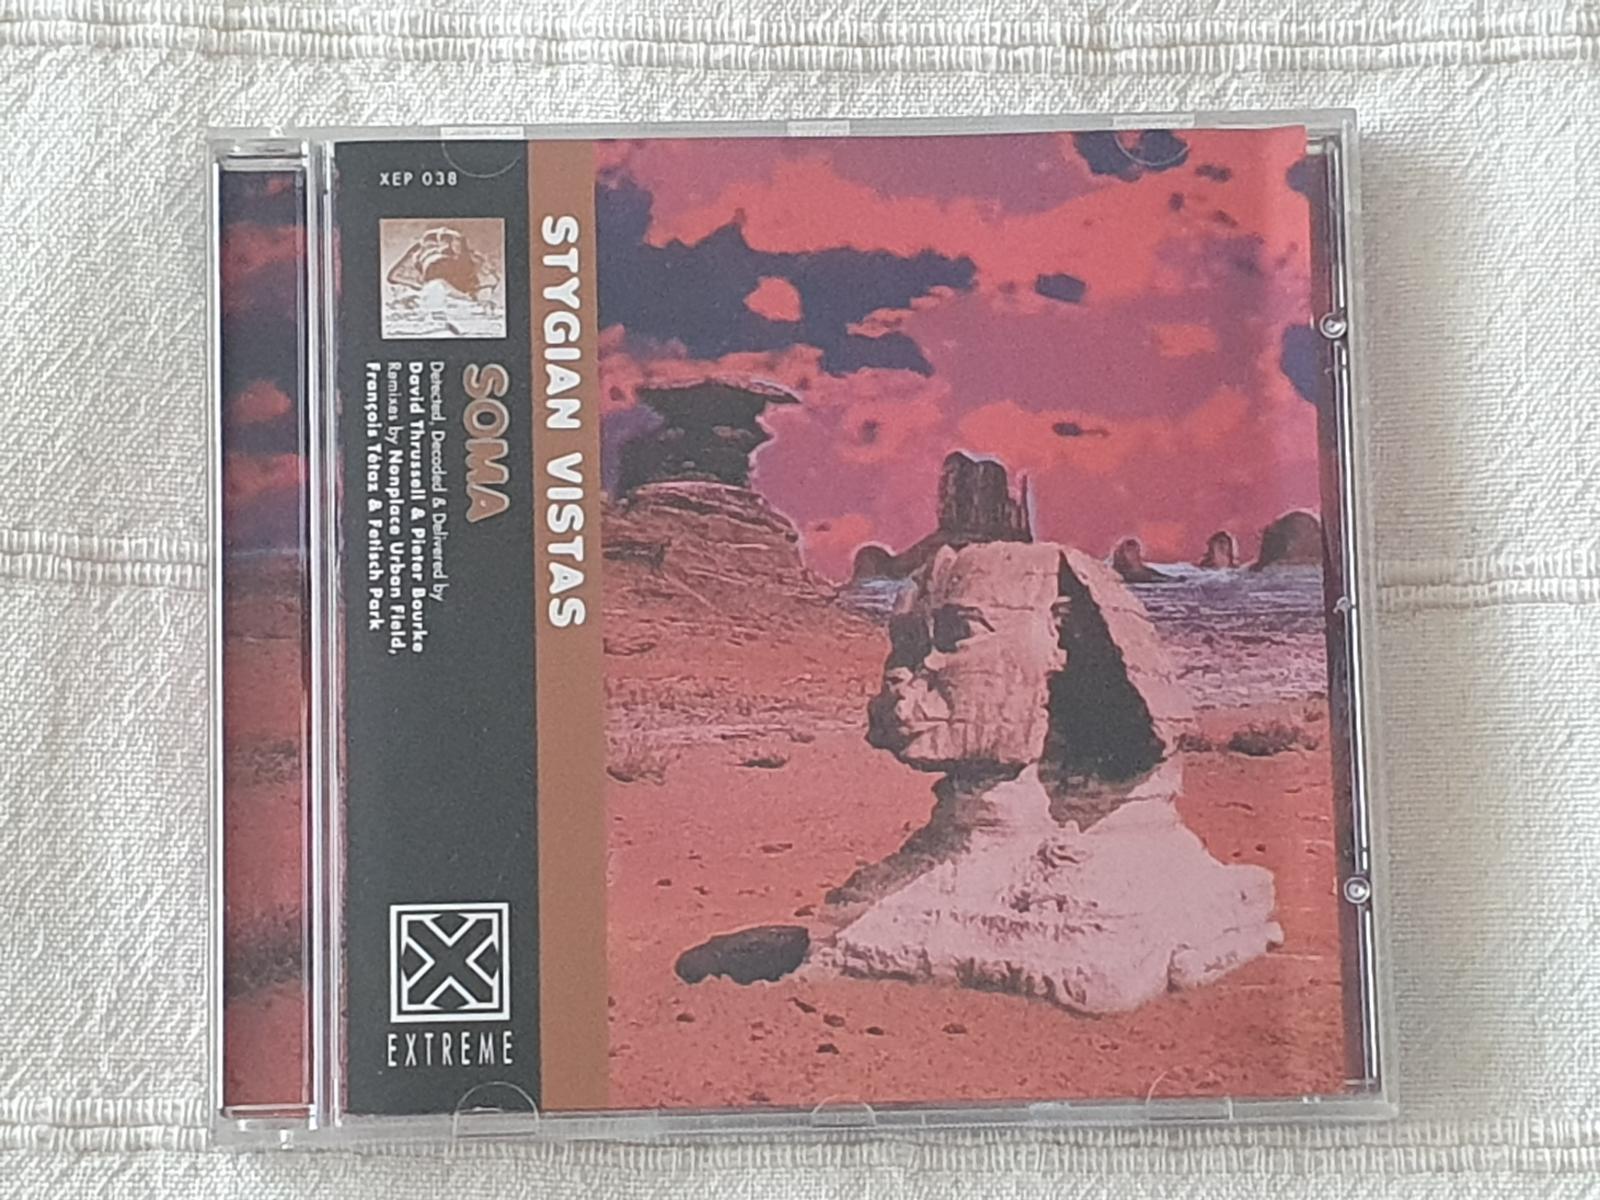 XEP 038
STYGIAN VISTAS
SOMA
Detected, Decoded & Delivered by
David Thrussell & Pieter Bourke
Remixes by Nonplace Urban Field,
François Tétaz & Fetisch Park
EXTREME